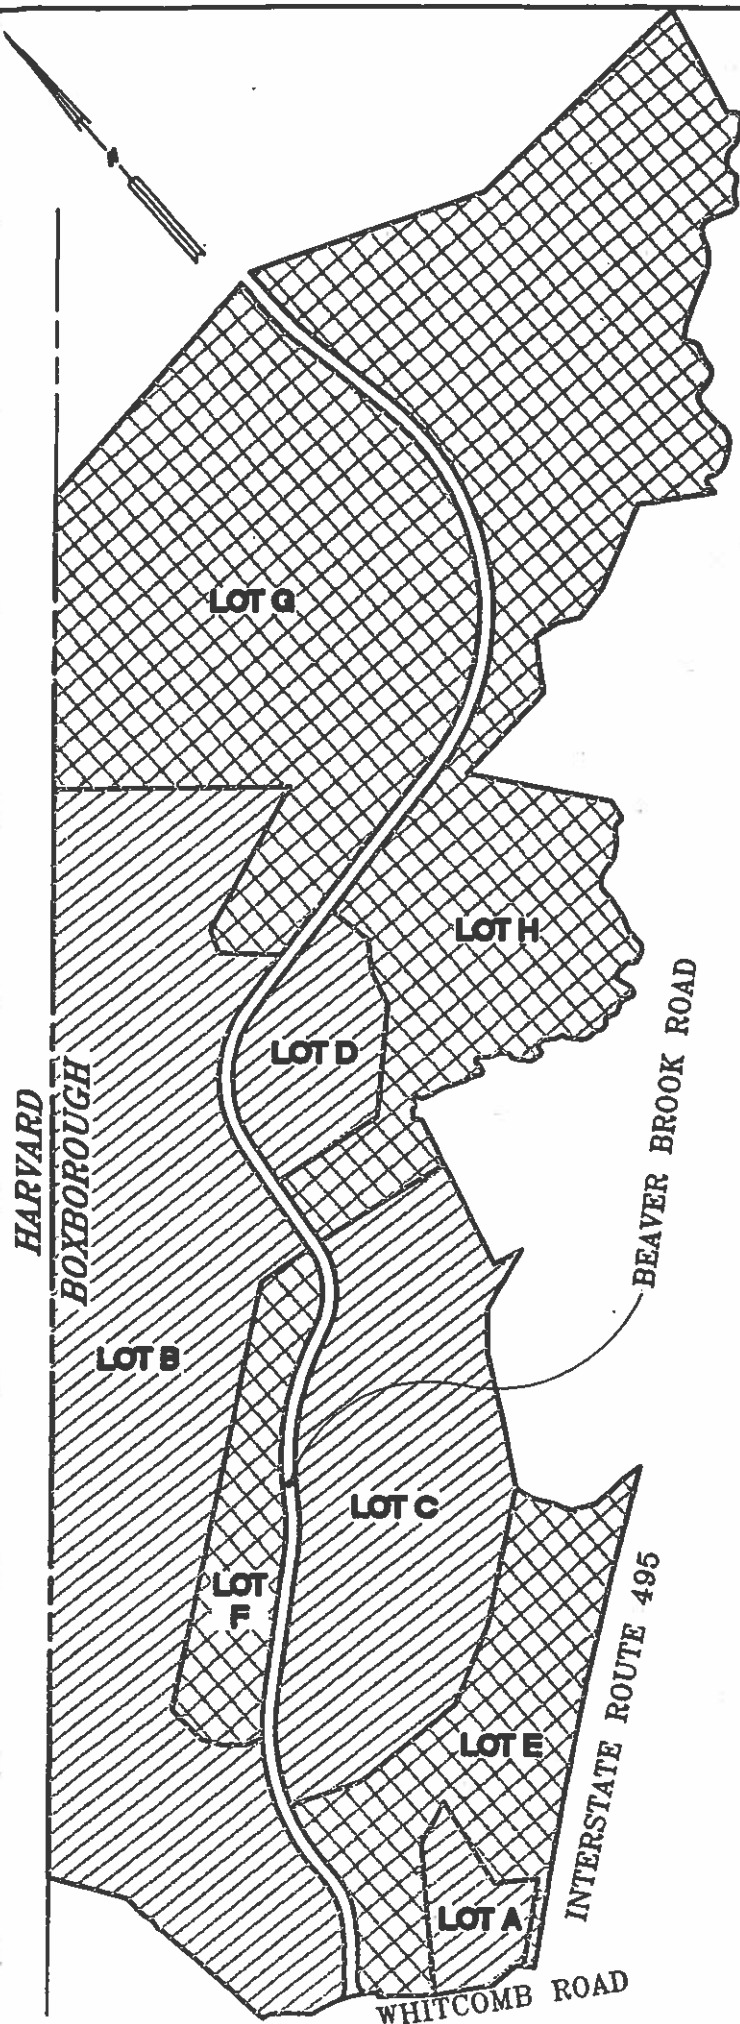 LOT G
LOT H
LOT D
BEAVER BROOK ROAD
HARVARD
BOXBOROUGH
LOT B
LOT C
LOT
F
LOT E
INTERSTATE ROUTE 495
LOT A
WHITCOMB ROAD